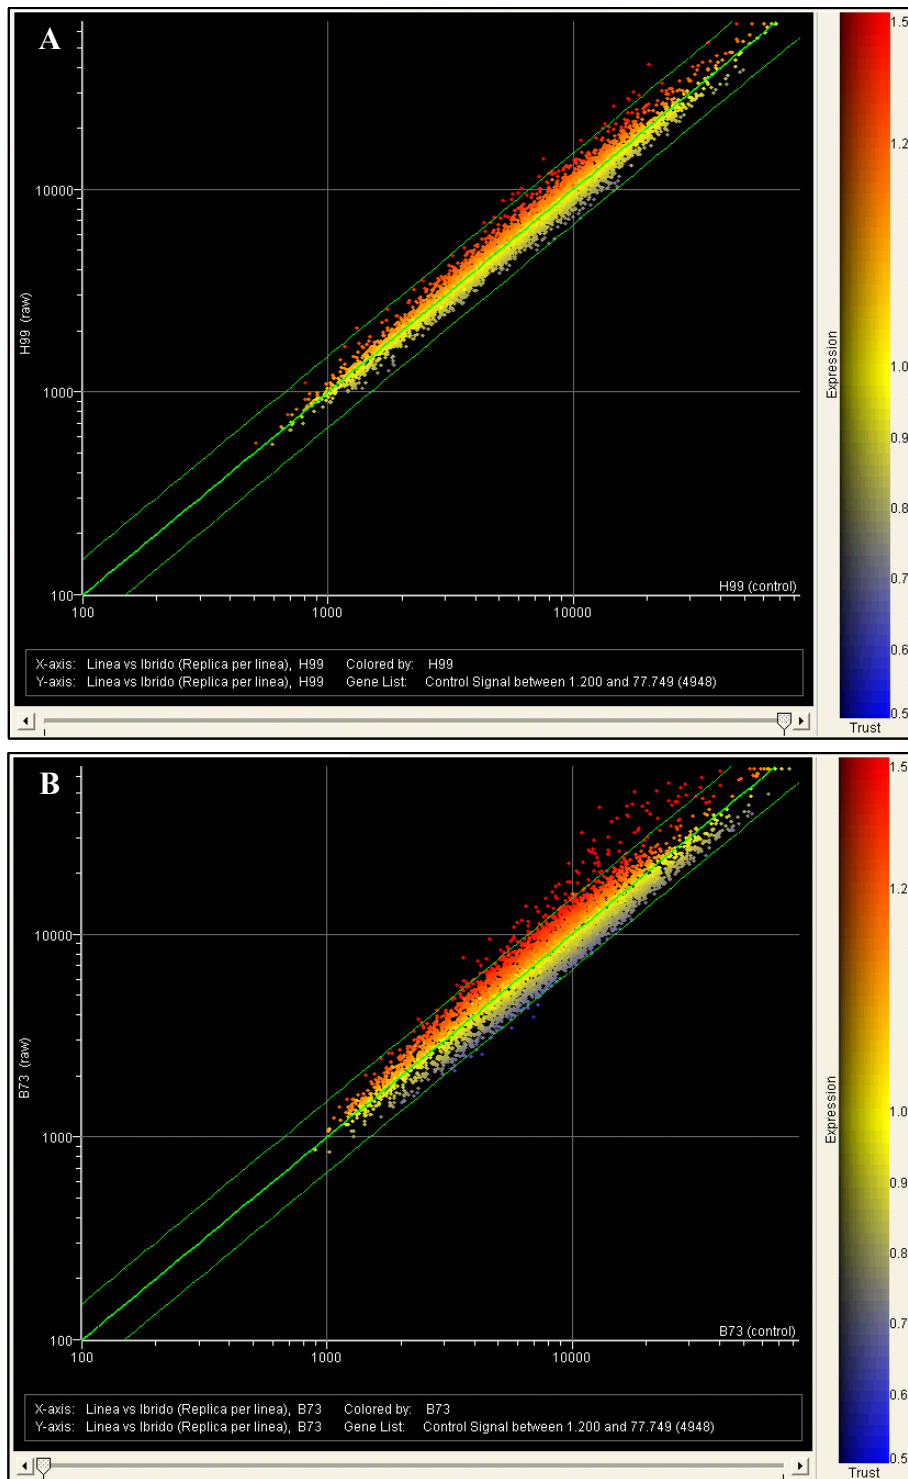 A
10000
1000
100
H99 (raw)
100
1000
10000
H99 (control)
X-axis: Linea vs Ibrido (Replica per linea), H99 Colored by: H99
Y-axis: Linea vs Ibrido (Replica per linea), H99 Gene List: Control Signal between 1.200 and 77.749 (4948)
1.5
1.2
1.0
0.9
0.8
0.7
0.6
0.5
Expression
Trust
B
10000
1000
100
B73 (raw)
100
1000
10000
B73 (control)
X-axis: Linea vs Ibrido (Replica per linea), B73 Colored by: B73
Y-axis: Linea vs Ibrido (Replica per linea), B73 Gene List: Control Signal between 1.200 and 77.749 (4948)
1.5
1.2
1.0
0.9
0.8
0.7
0.6
0.5
Expression
Trust